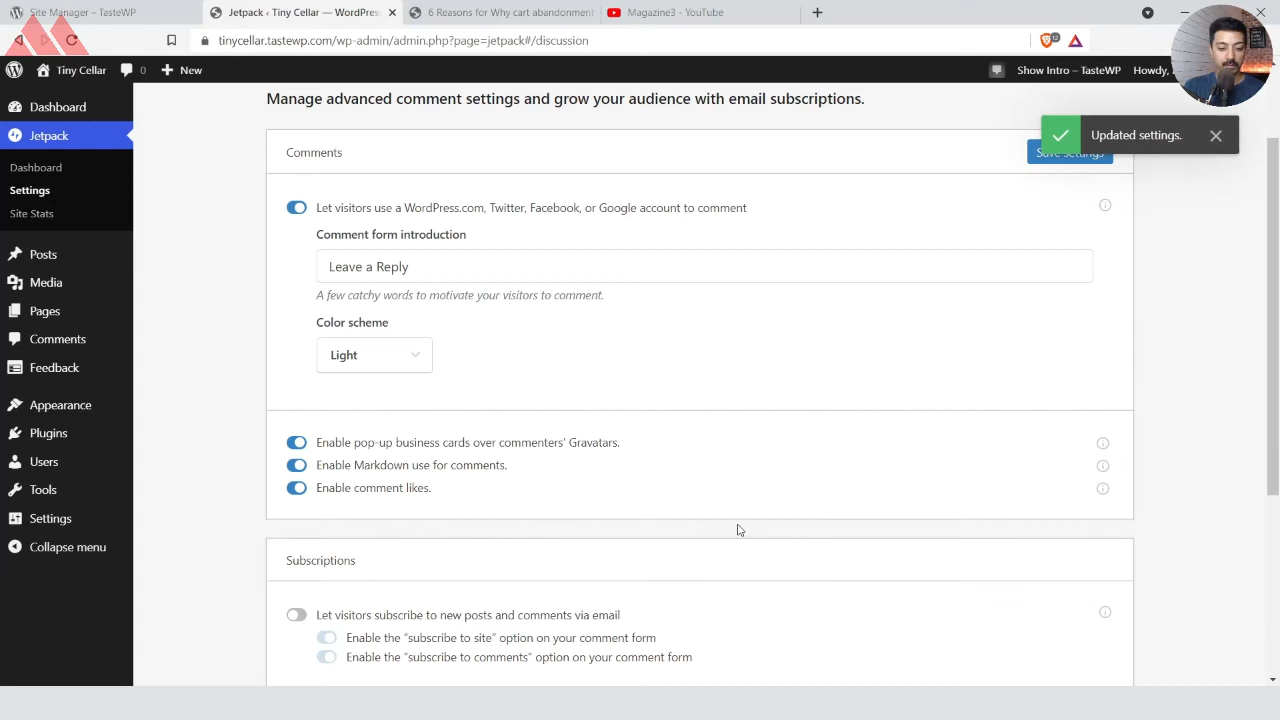 Site Manager - TasteWP
Jetpack ‹ Tiny Cellar — WordPress
6 Reasons for Why cart abandonment
Magazine3 - YouTube
tinycellar.tastewp.com/wp-admin/admin.php?page=jetpack#/discussion
12
Tiny Cellar
0
New
Show Intro – TasteWP
Howdy,
Dashboard
Jetpack
Dashboard
Settings
Site Stats
Posts
Media
Pages
Comments
Feedback
Appearance
Plugins
Users
Tools
Settings
Collapse menu
Manage advanced comment settings and grow your audience with email subscriptions.
Updated settings.
Comments
Save settings
Let visitors use a WordPress.com, Twitter, Facebook, or Google account to comment
Comment form introduction
Leave a Reply
A few catchy words to motivate your visitors to comment.
Color scheme
Light
Enable pop-up business cards over commenters' Gravatars.
Enable Markdown use for comments.
Enable comment likes.
Subscriptions
Let visitors subscribe to new posts and comments via email
Enable the "subscribe to site" option on your comment form
Enable the "subscribe to comments" option on your comment form